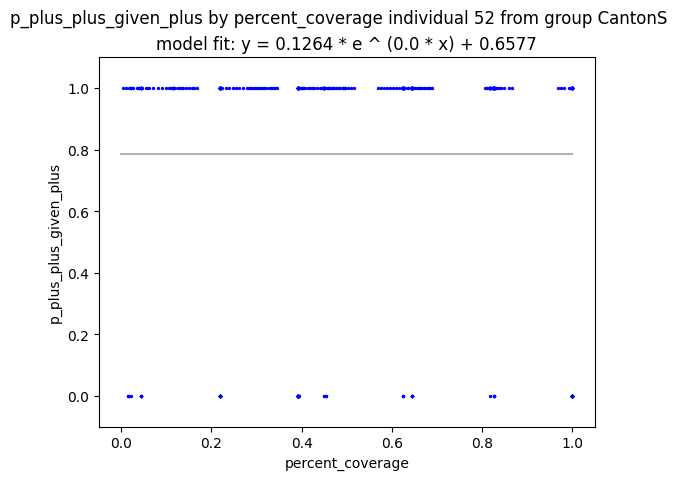 p_plus_plus_given_plus by percent_coverage individual 52 from group CantonS
model fit: y = 0.1264 * e ^ (0.0 * x) + 0.6577
p_plus_plus_given_plus
1.0
0.8
0.6
0.4
0.2
0.0
0.0 0.2 0.4 0.6 0.8 1.0
percent_coverage